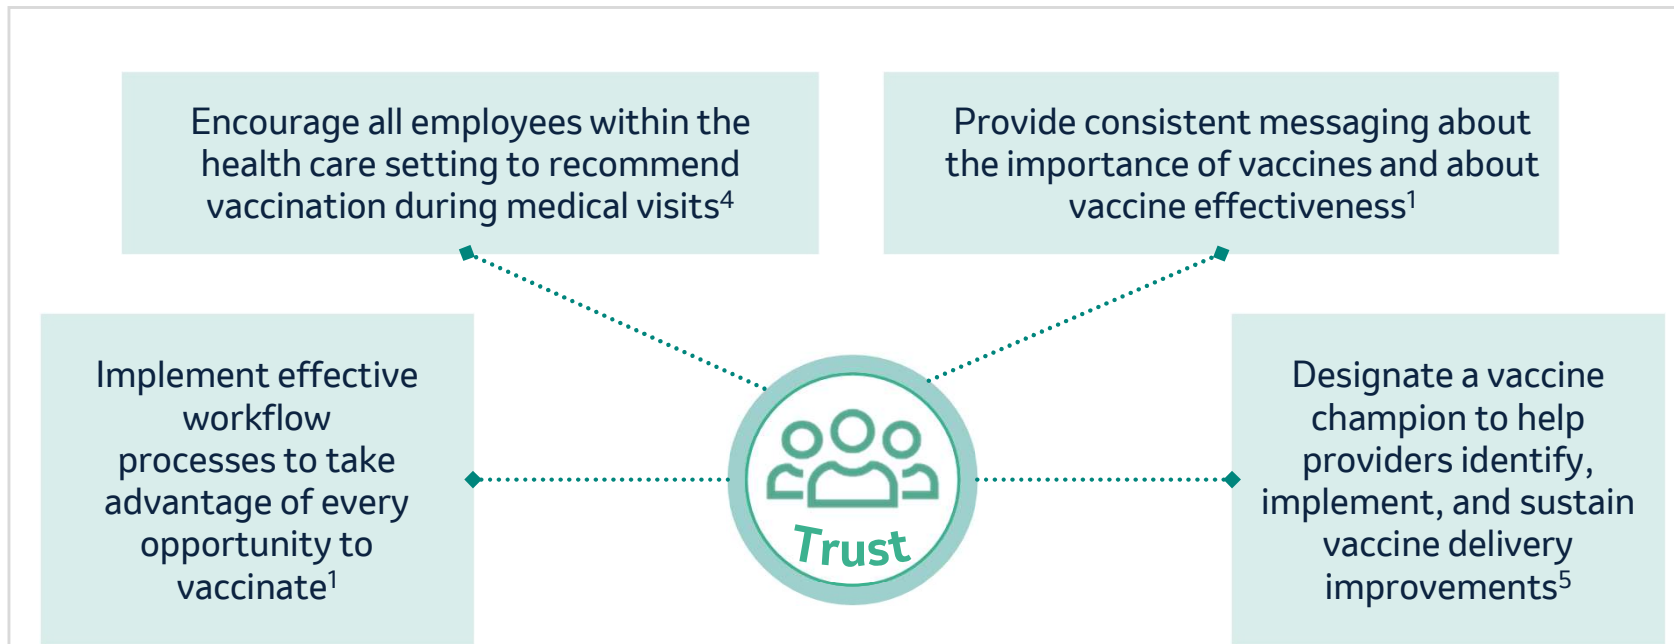 Encourage all employees within the
health care setting to recommend
vaccination during medical visits⁴
Provide consistent messaging about
the importance of vaccines and about
vaccine effectiveness¹
Implement effective
workflow
processes to take
advantage of every
opportunity to
vaccinate¹
Trust
Designate a vaccine
champion to help
providers identify,
implement, and sustain
vaccine delivery
improvements⁵